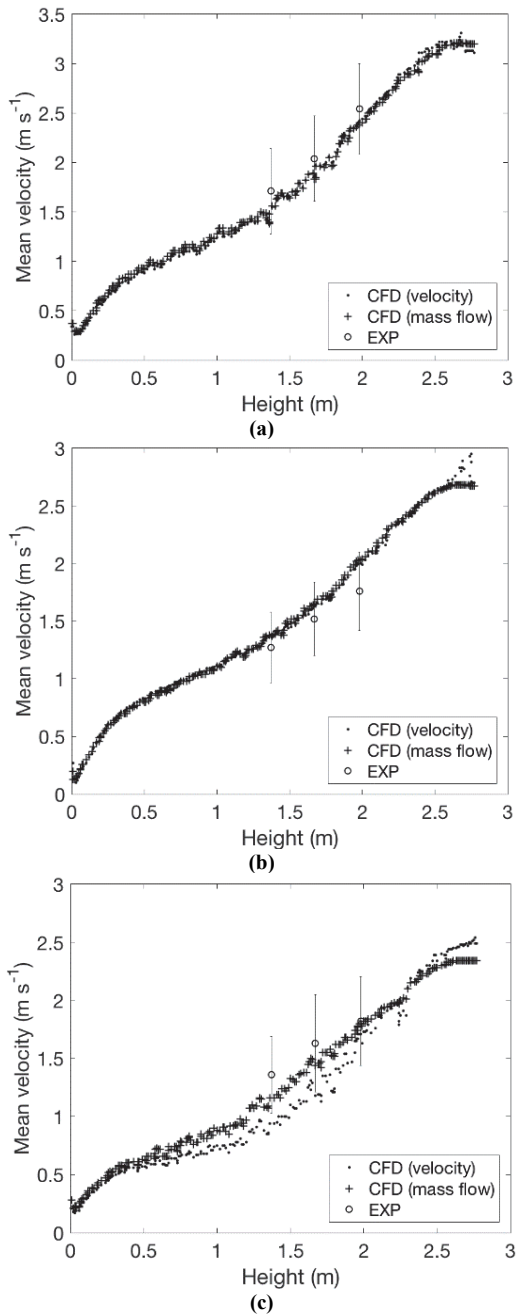 3.5
3
2.5
2
1.5
1
0.5
0
Mean velocity (m s-1)
CFD (velocity)
CFD (mass flow)
EXP
0 0.5 1 1.5 2 2.5 3
Height (m)
(a)
3
2.5
2
1.5
1
0.5
0
Mean velocity (m s-1)
CFD (velocity)
CFD (mass flow)
EXP
0 0.5 1 1.5 2 2.5 3
Height (m)
(b)
3
2.5
2
1.5
1
0.5
0
Mean velocity (m s-1)
CFD (velocity)
CFD (mass flow)
EXP
0 0.5 1 1.5 2 2.5 3
Height (m)
(c)